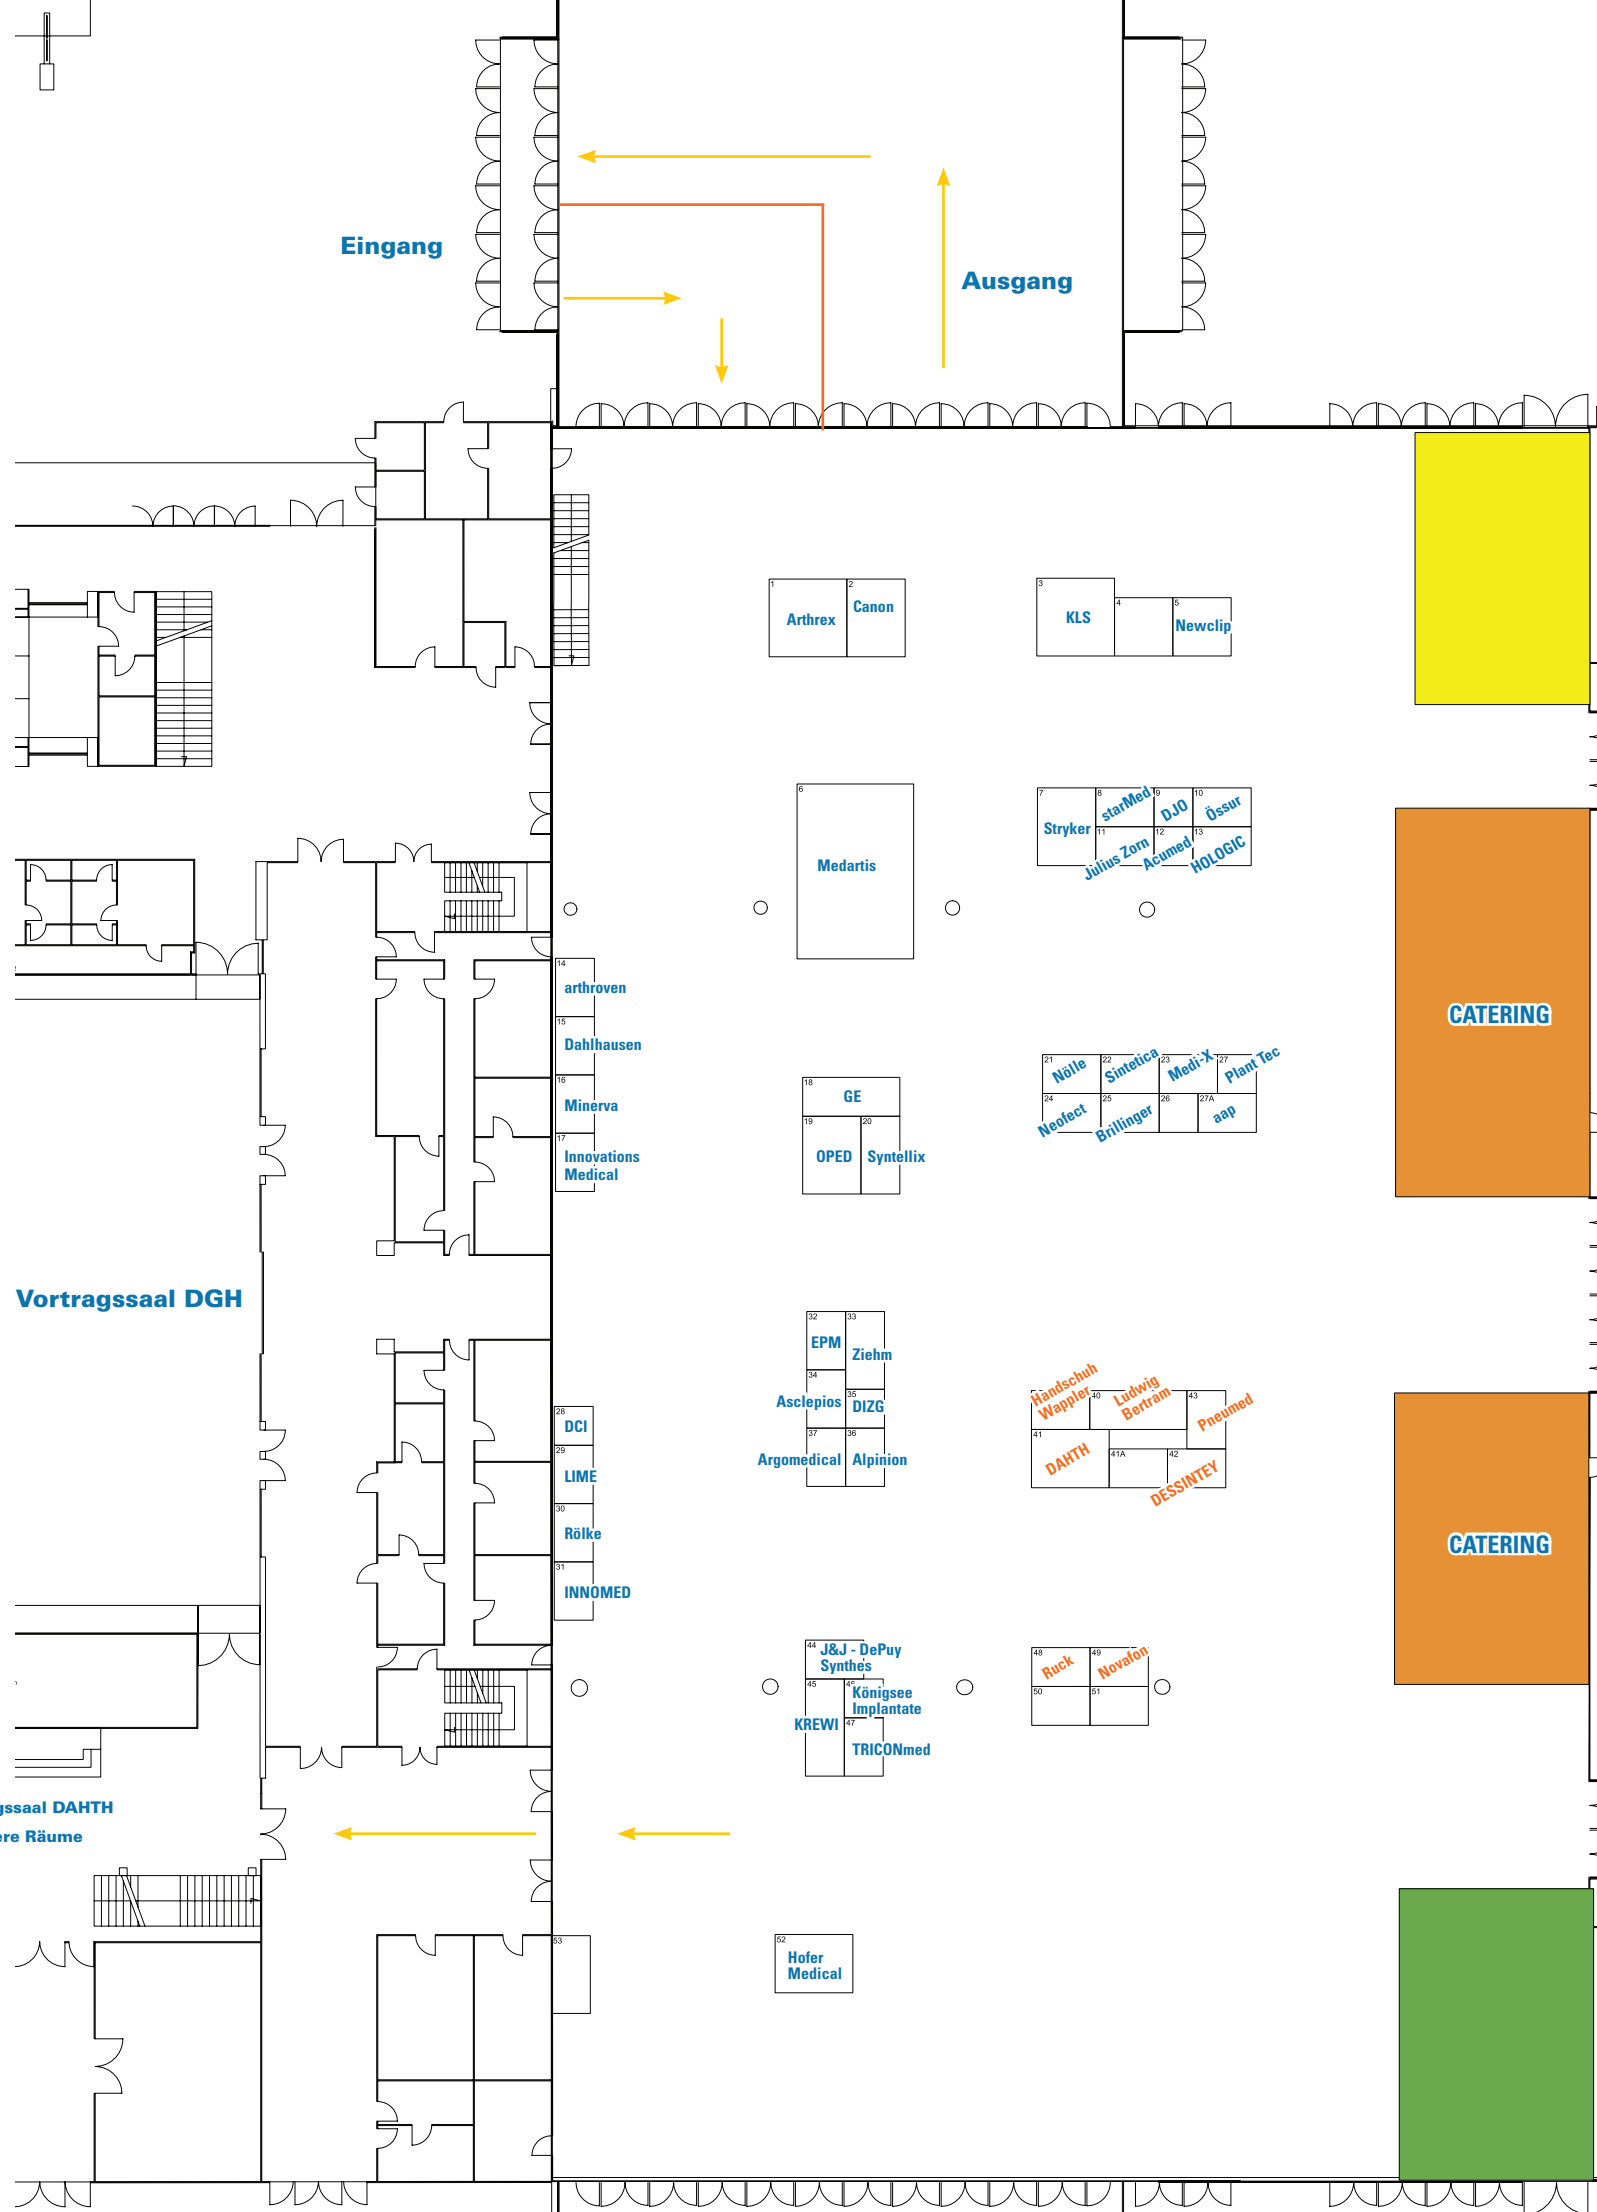 Eingang
Ausgang
1
Arthrex
2
Canon
3
KLS
4
5
Newclip
6
Medartis
7
Stryker
8
starMed
9
DJO
10
Össur
11
Julius Zorn
12
Acumed
13
HOLOGIC
14
arthroven
15
Dahlhausen
16
Minerva
17
Innovations
Medical
CATERING
18
GE
19
OPED
20
Syntellix
21
Nölle
22
Sintetica
23
Medi-X
27
Plant Tec
24
Neofect
25
Brillinger
26
27A
aap
Vortragssaal DGH
28
DCI
29
LIME
30
Rölke
31
INNOMED
32
EPM
33
Ziehm
34
Asclepios
35
DIZG
37
Argomedical
36
Alpinion
Handschuh
Wappler
40
Ludwig
Bertram
43
Pneumed
41
DAHTH
41A
42
DESSINTEY
CATERING
44
J&J - DePuy
Synthes
45
KREWI
Königsee
Implantate
47
TRICONmed
48
Ruck
49
Novafon
50
51
gssaal DAHTH
ere Räume
53
52
Hofer
Medical